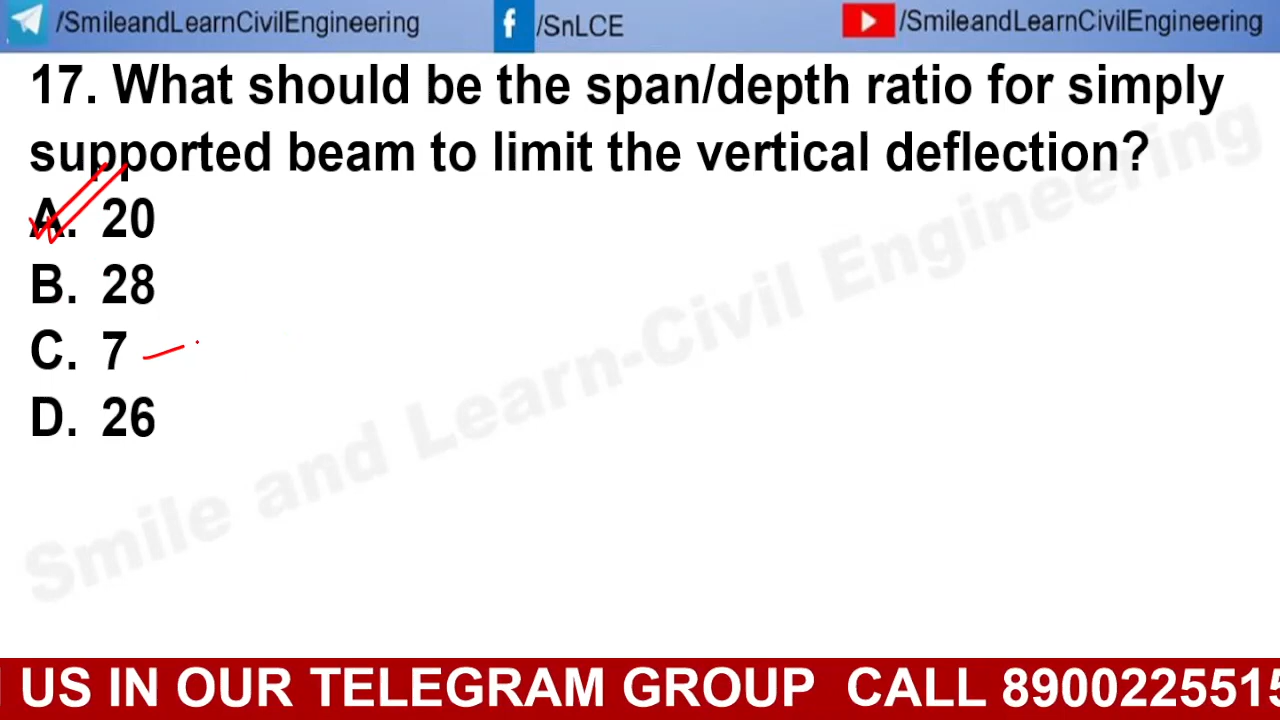 /SmileandLearnCivilEngineering /SnLCE /SmileandLearnCivilEngineering
17. What should be the span/depth ratio for simply
supported beam to limit the vertical deflection?
A. 20
B. 28
C. 7
D. 26
Smile and Learn-Civil Engineering
US IN OUR TELEGRAM GROUP CALL 8900225515